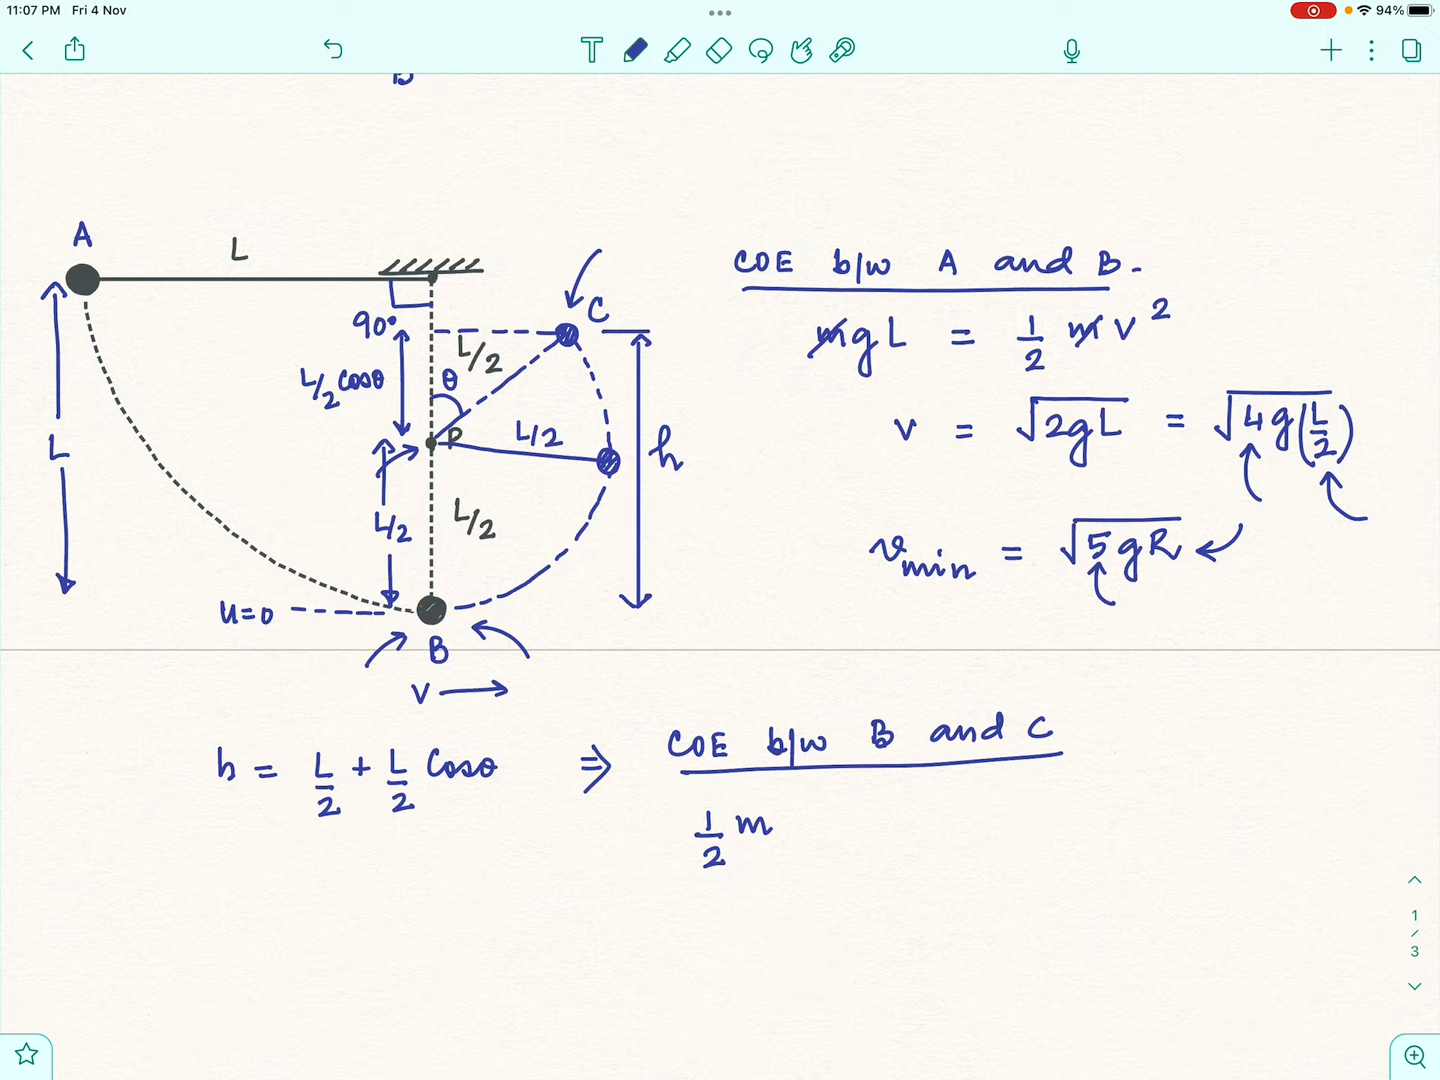 11:07 PM Fri 4 Nov
94%
T
B
A
L
90°
L/2 cosθ
L/2
θ
C
P
L/2
h
L
L/2
L/2
u=0
B
v
COE b/w A and B.
mgL = 1/2 mv²
v = √2gL = √4g(L/2)
vmin = √5gR
h = L/2 + L/2 Cosθ ⇒
COE b/w B and C
1/2 m
1
/
3